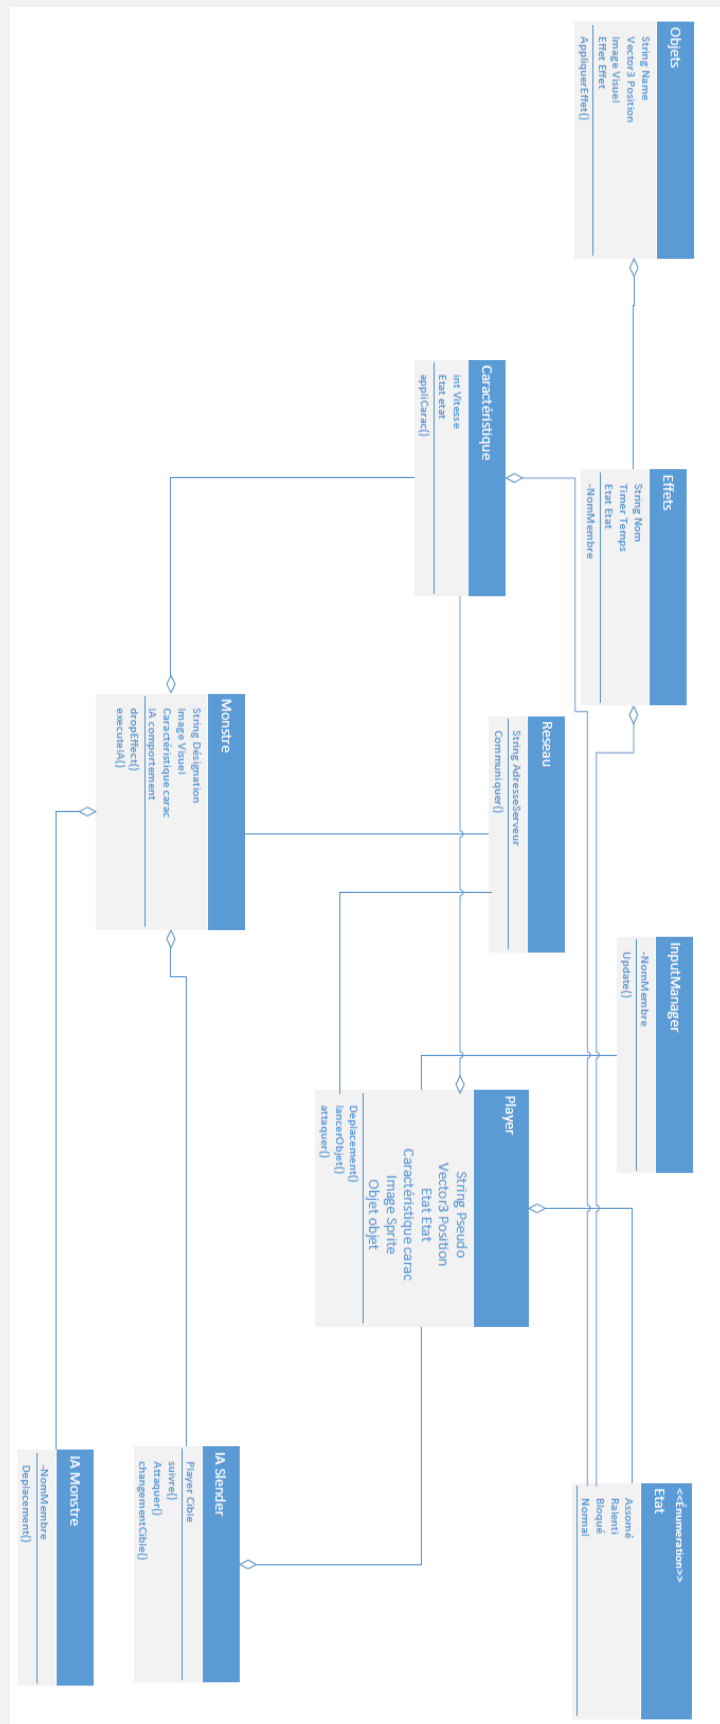 Objets
String Name
Vector3 Position
Image Visuel
Effet Effet
AppliquerEffet()
Effets
String Nom
Timer Temps
Etat Etat
-NomMembre
Caractéristique
int Vitesse
Etat etat
appliCarac()
InputManager
-NomMembre
Update()
Reseau
String AdresseServeur
Communiquer()
Monstre
String Désignation
Image Visuel
Caractéristique carac
IA comportement
dropEffect()
executeIA()
Player
String Pseudo
Vector3 Position
Etat Etat
Caractéristique carac
Image Sprite
Objet objet
Deplacement()
lancerObjet()
attaquer()
<<Énumeration>>
Etat
Assomé
Ralenti
Bloqué
Normal
IA Slender
Player Cible
suivre()
Attaquer()
changementCible()
IA Monstre
-NomMembre
Deplacement()